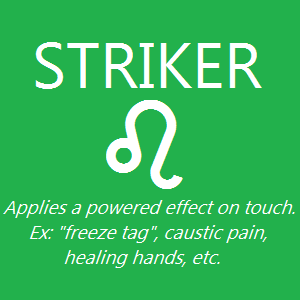 STRIKER
Applies a powered effect on touch.
Ex: "freeze tag", caustic pain,
healing hands, etc.